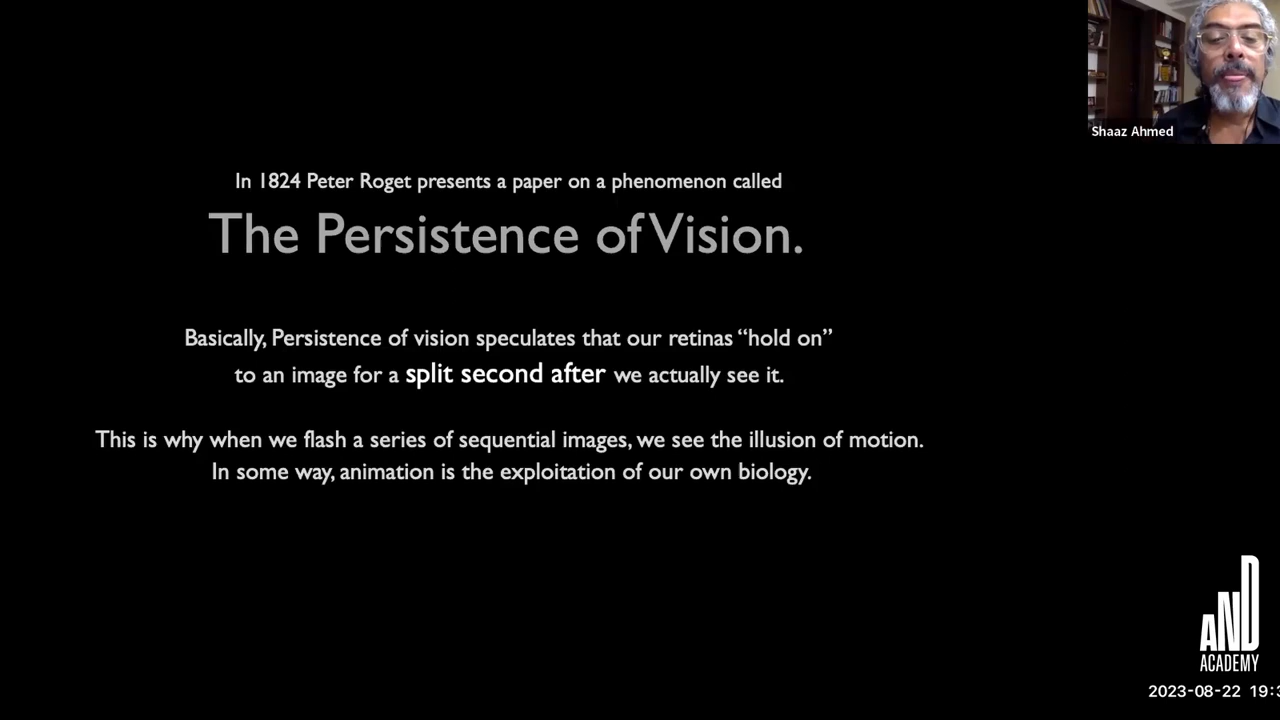 Shaaz Ahmed
In 1824 Peter Roget presents a paper on a phenomenon called
The Persistence of Vision.
Basically, Persistence of vision speculates that our retinas “hold on”
to an image for a split second after we actually see it.
This is why when we flash a series of sequential images, we see the illusion of motion.
In some way, animation is the exploitation of our own biology.
AND
ACADEMY
2023-08-22 19:3